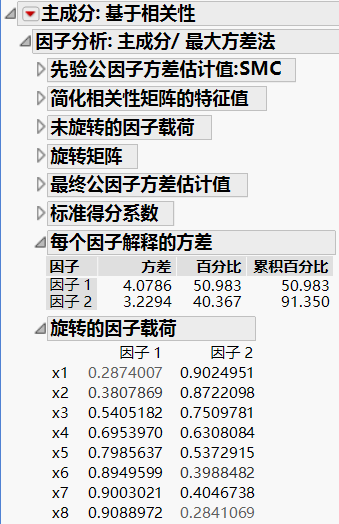 主成分: 基于相关性
因子分析: 主成分/ 最大方差法
先验公因子方差估计值:SMC
简化相关性矩阵的特征值
未旋转的因子载荷
旋转矩阵
最终公因子方差估计值
标准得分系数
每个因子解释的方差
因子 方差 百分比 累积百分比
因子 1 4.0786 50.983 50.983
因子 2 3.2294 40.367 91.350
旋转的因子载荷
因子 1 因子 2
x1 0.2874007 0.9024951
x2 0.3807869 0.8722098
x3 0.5405182 0.7509781
x4 0.6953970 0.6308084
x5 0.7985637 0.5372915
x6 0.8949599 0.3988482
x7 0.9003021 0.4046738
x8 0.9088972 0.2841069